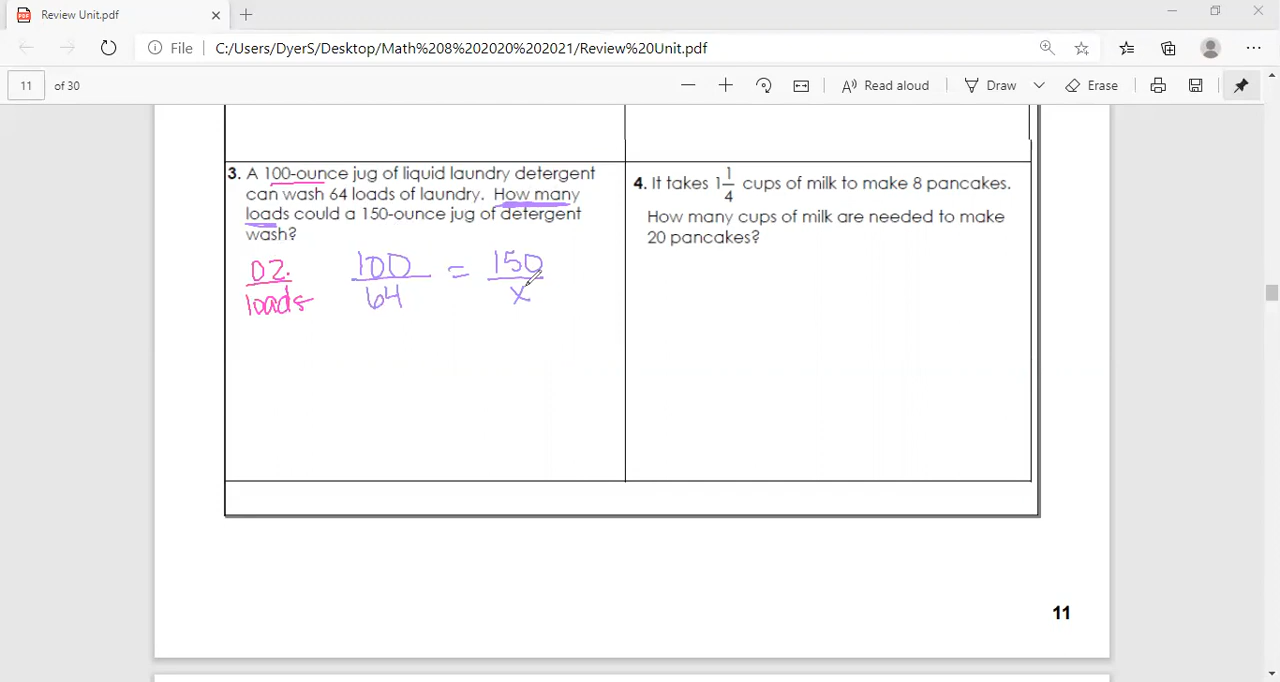 Review Unit.pdf
File C:/Users/DyerS/Desktop/Math%208%202020%202021/Review%20Unit.pdf
11 of 30 Read aloud Draw Erase
3. A 100-ounce jug of liquid laundry detergent
can wash 64 loads of laundry. How many
loads could a 150-ounce jug of detergent
wash?
oz. 100 = 150
loads 64 x
4. It takes 1 1/4 cups of milk to make 8 pancakes.
How many cups of milk are needed to make
20 pancakes?
11